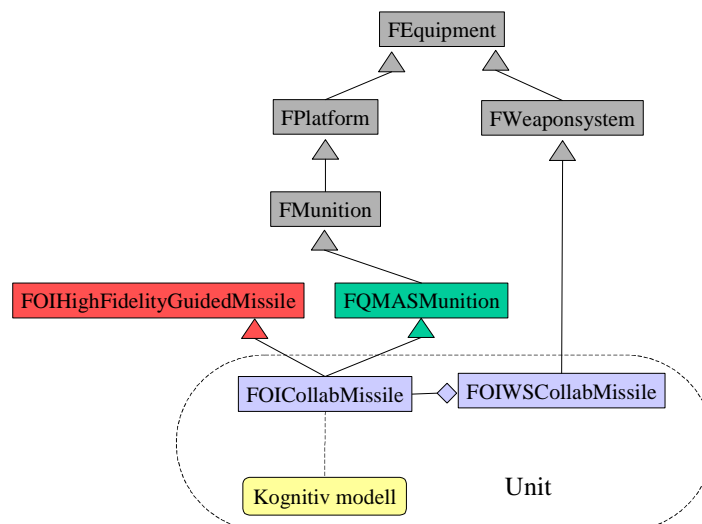 FEquipment
FPlatform
FWeaponsystem
FMunition
FOIHighFidelityGuidedMissile
FQMASMunition
FOICollabMissile
FOIWSCollabMissile
Kognitiv modell
Unit